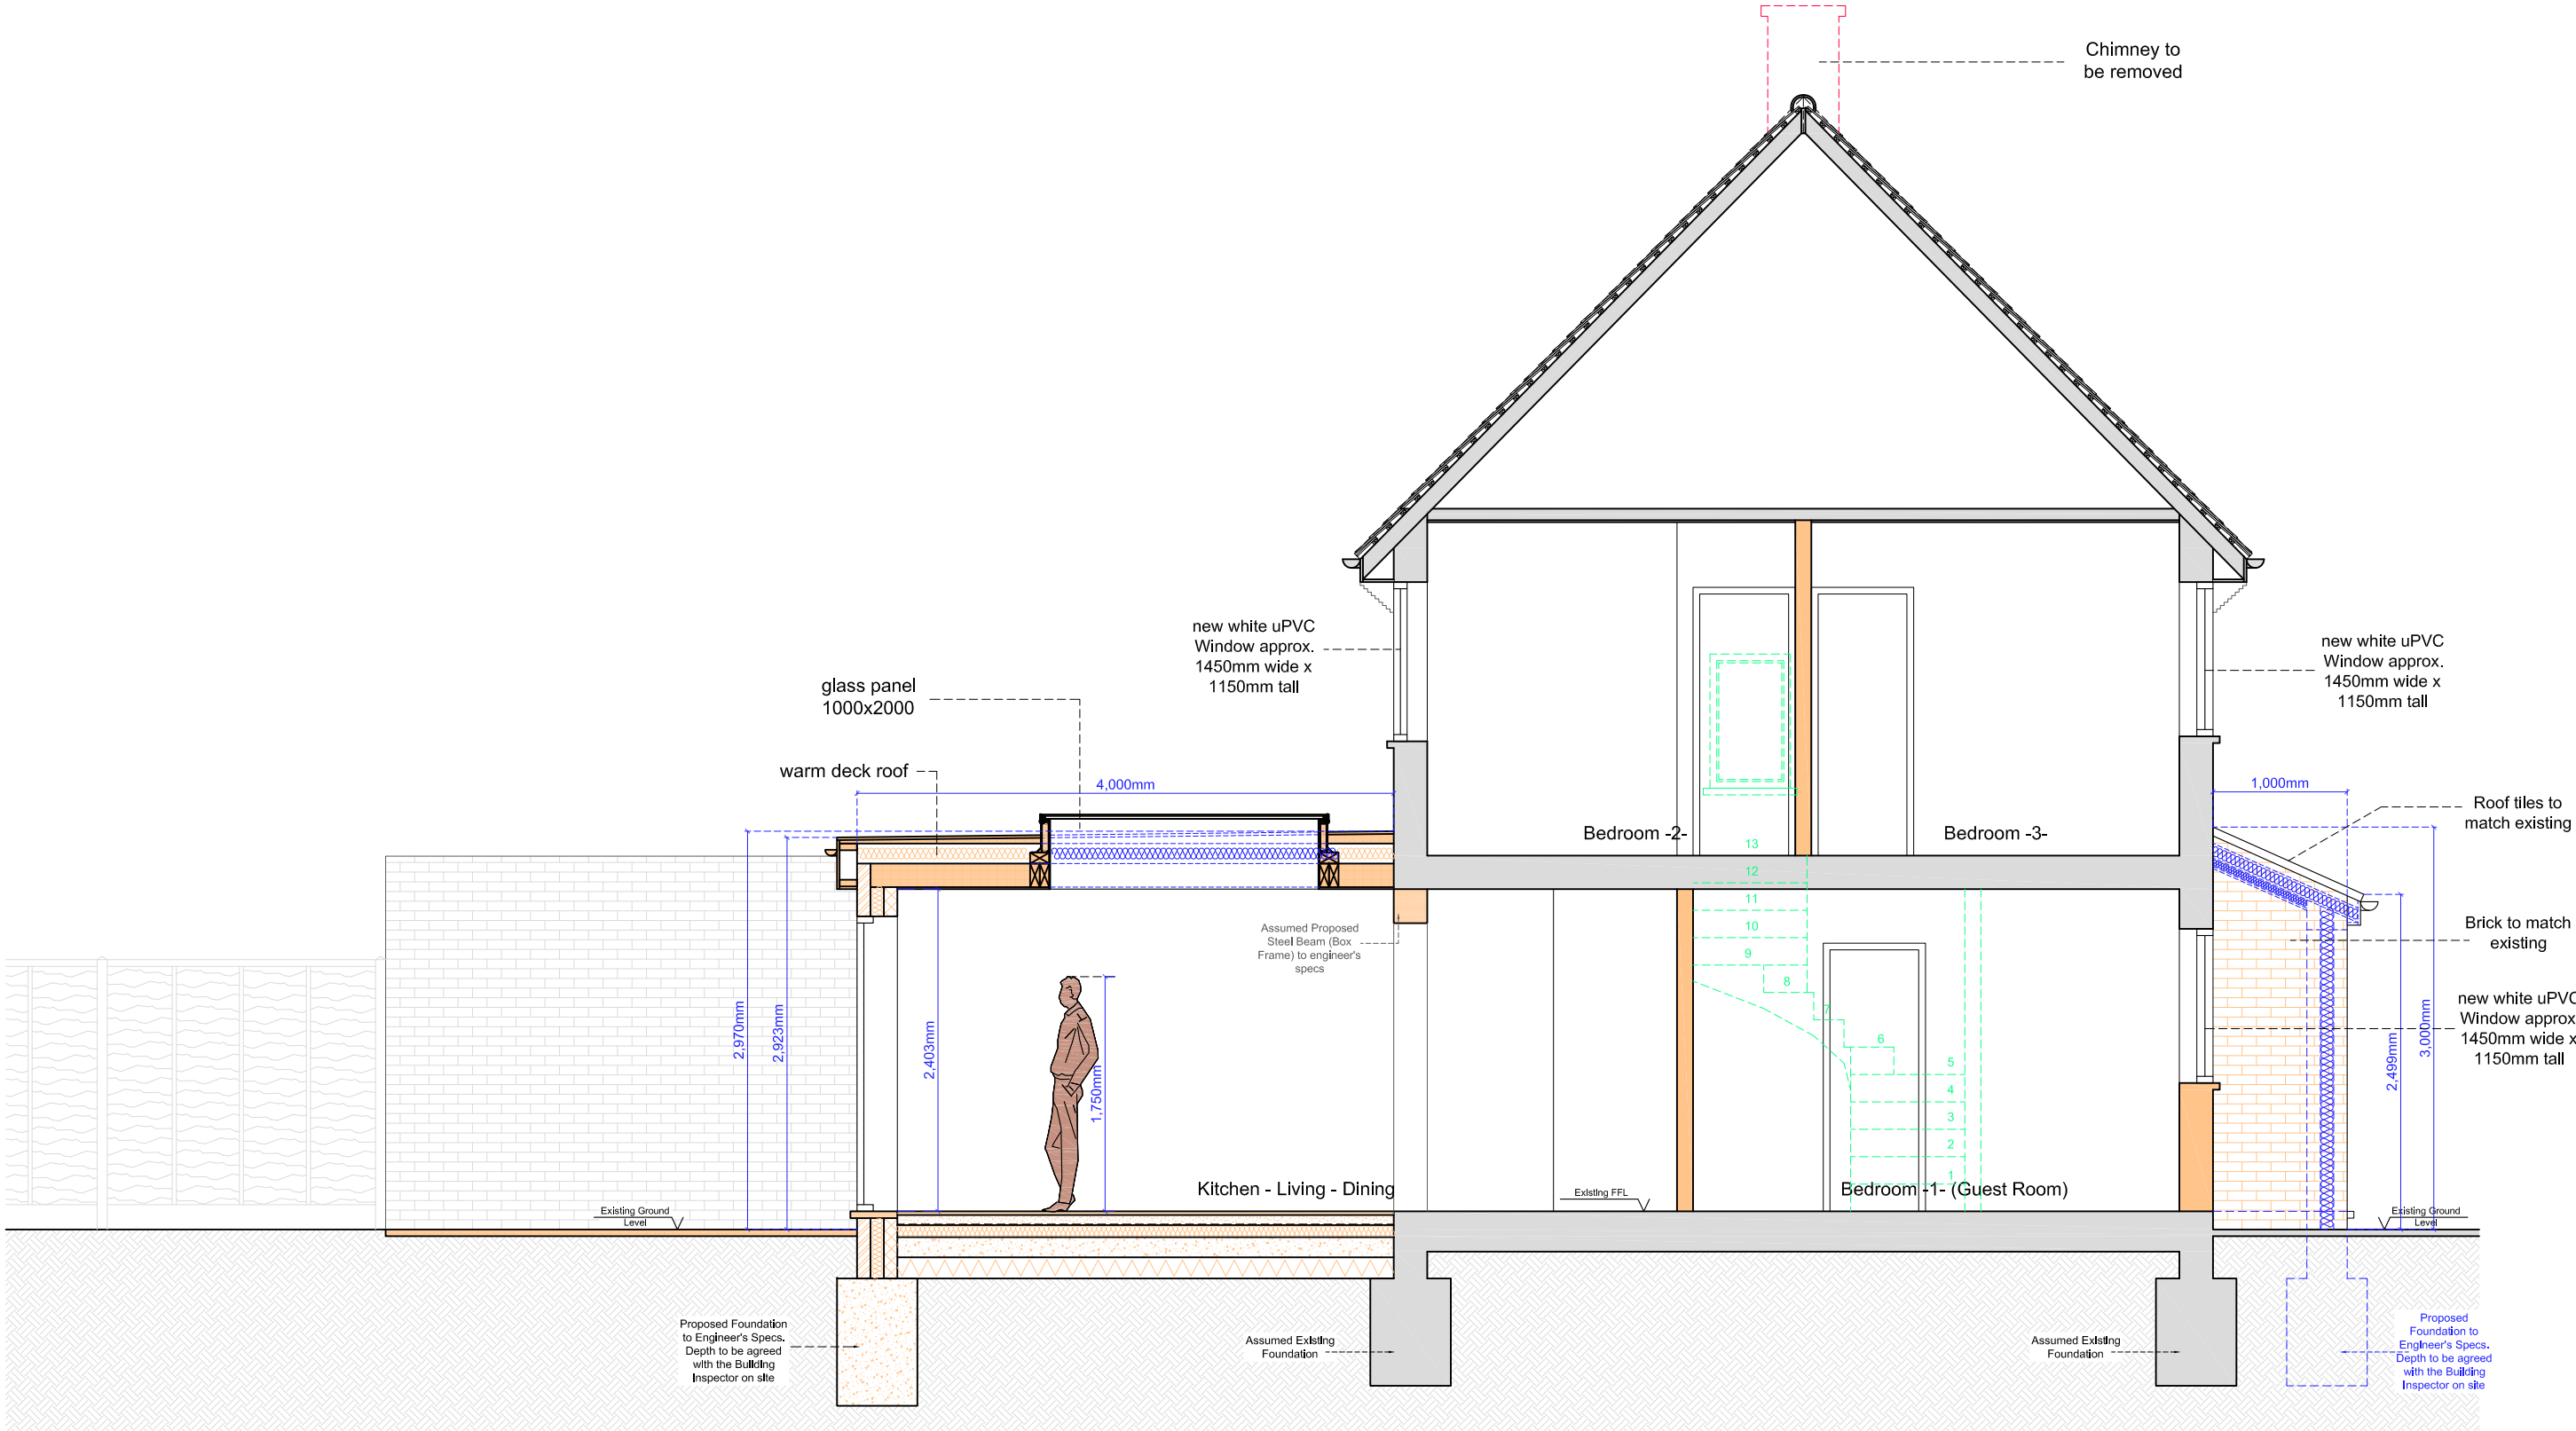 Chimney to
be removed
new white uPVC
Window approx.
1450mm wide x
1150mm tall
new white uPVC
Window approx.
1450mm wide x
1150mm tall
glass panel
1000x2000
warm deck roof
4,000mm
1,000mm
Roof tiles to
match existing
Bedroom -2-
Bedroom -3-
13
12
11
10
9
8
7
6
5
4
3
2
1
Assumed Proposed
Steel Beam (Box
Frame) to engineer's
specs
Brick to match
existing
new white uPVC
Window approx.
1450mm wide x
1150mm tall
2,970mm
2,923mm
2,403mm
1,750mm
2,499mm
3,000mm
Kitchen - Living - Dining
Existing FFL
Bedroom -1- (Guest Room)
Existing Ground
Level
Existing Ground
Level
Proposed Foundation
to Engineer's Specs.
Depth to be agreed
with the Building
Inspector on site
Assumed Existing
Foundation
Assumed Existing
Foundation
Proposed
Foundation to
Engineer's Specs.
Depth to be agreed
with the Building
Inspector on site